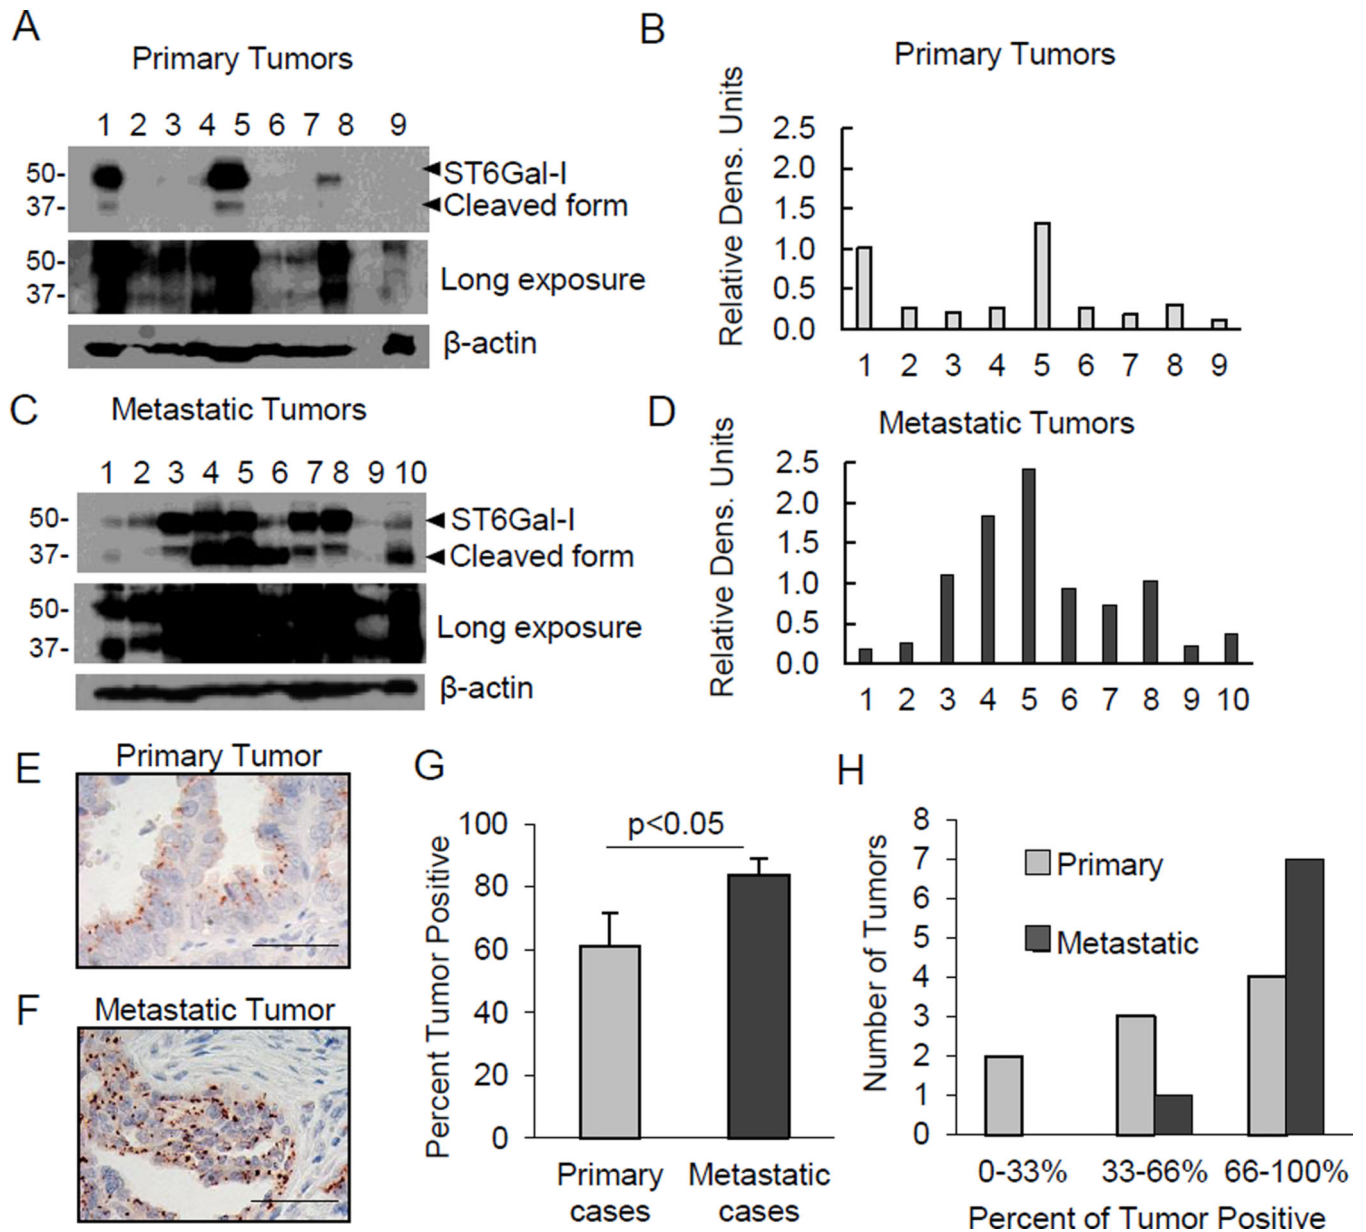 A
Primary Tumors
1 2 3 4 5 6 7 8 9
50-
37-
ST6Gal-I
Cleaved form
50-
37-
Long exposure
β-actin
B
Primary Tumors
Relative Dens. Units
2.5
2.0
1.5
1.0
0.5
0.0
1 2 3 4 5 6 7 8 9
C
Metastatic Tumors
1 2 3 4 5 6 7 8 9 10
50-
37-
ST6Gal-I
Cleaved form
50-
37-
Long exposure
β-actin
D
Metastatic Tumors
Relative Dens. Units
2.5
2.0
1.5
1.0
0.5
0.0
1 2 3 4 5 6 7 8 9 10
E
Primary Tumor
F
Metastatic Tumor
G
Percent Tumor Positive
100
80
60
40
20
0
p<0.05
Primary cases
Metastatic cases
H
Number of Tumors
8
7
6
5
4
3
2
1
0
Primary
Metastatic
0-33% 33-66% 66-100%
Percent of Tumor Positive